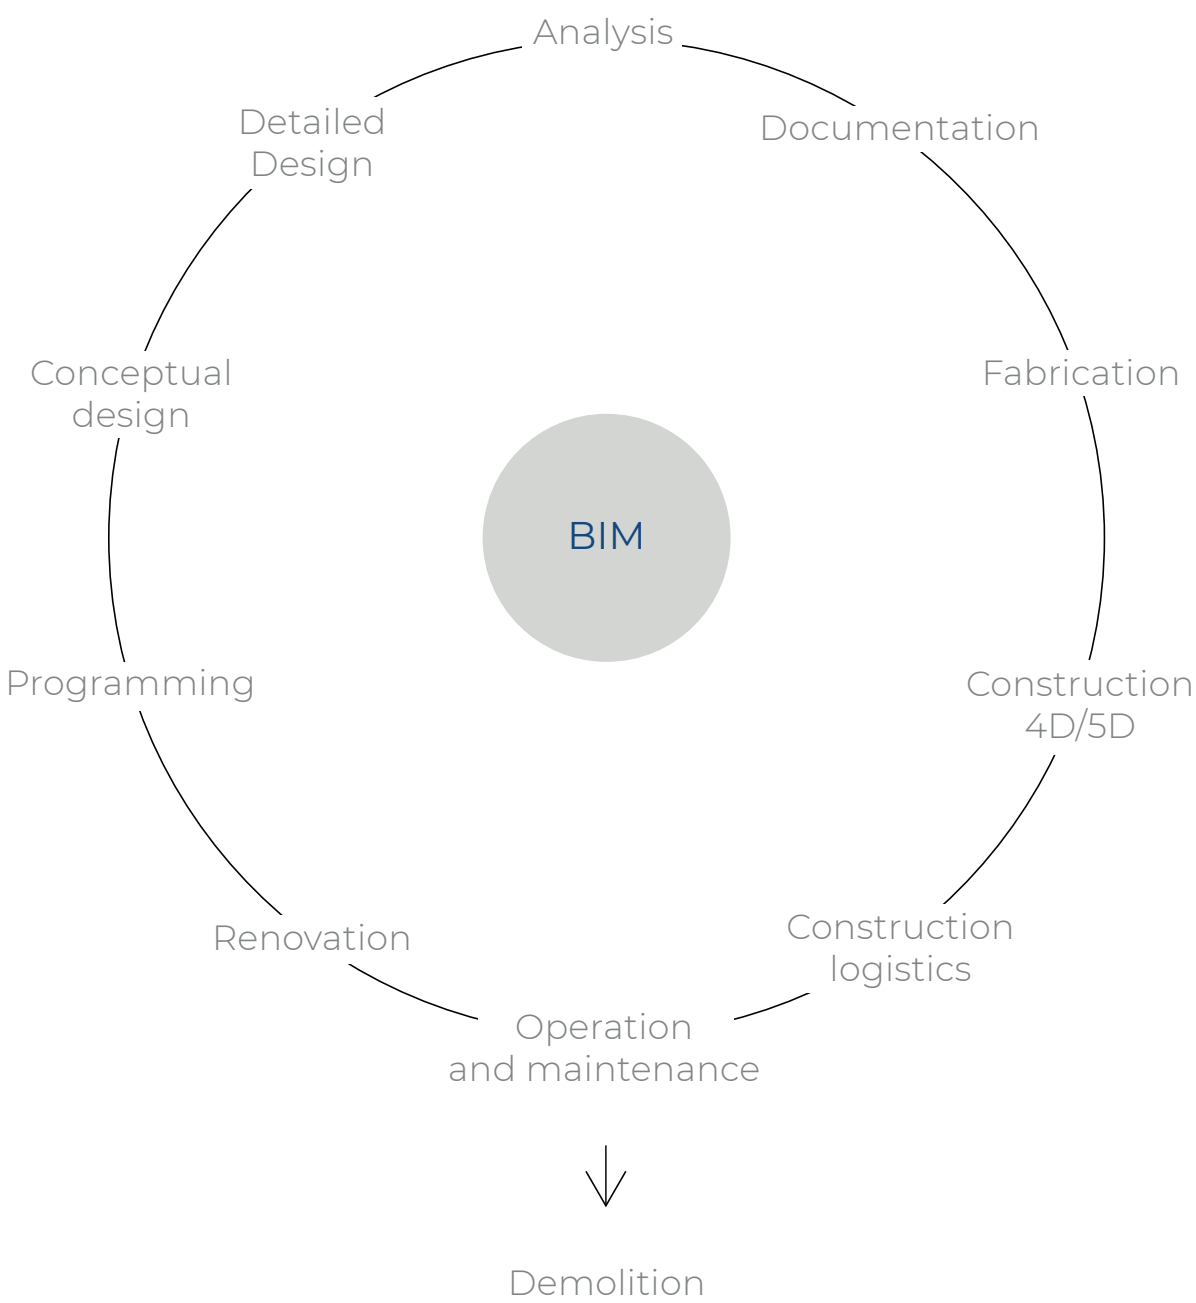 Analysis
Detailed
Design
Documentation
Conceptual
design
Fabrication
BIM
Programming
Construction
4D/5D
Renovation
Construction
logistics
Operation
and maintenance
Demolition